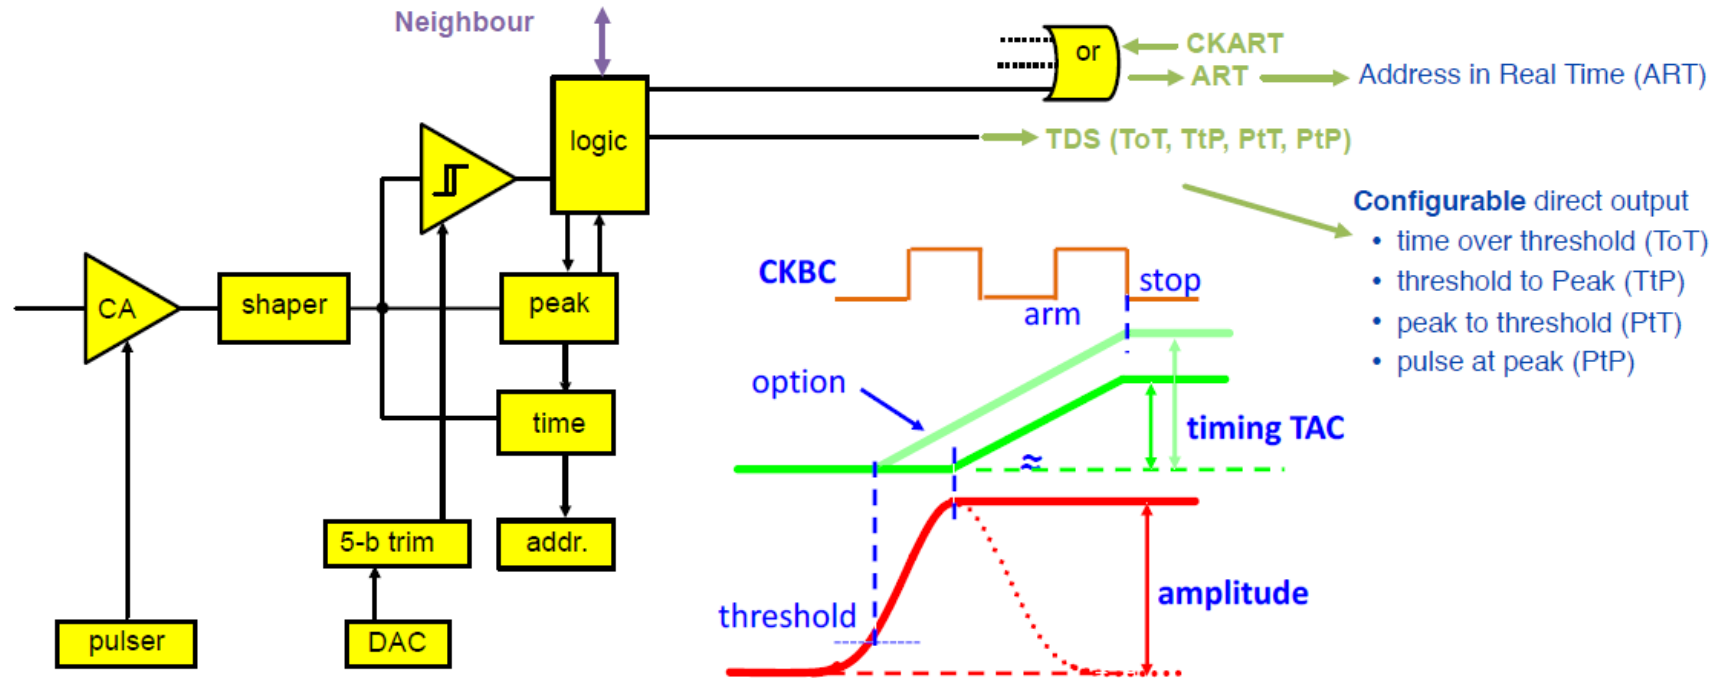 Neighbour
or
CKART
ART
Address in Real Time (ART)
logic
TDS (ToT, TtP, PtT, PtP)
Configurable direct output
• time over threshold (ToT)
• threshold to Peak (TtP)
• peak to threshold (PtT)
• pulse at peak (PtP)
CA
shaper
peak
time
5-b trim
addr.
pulser
DAC
CKBC
stop
arm
option
timing TAC
≈
threshold
amplitude